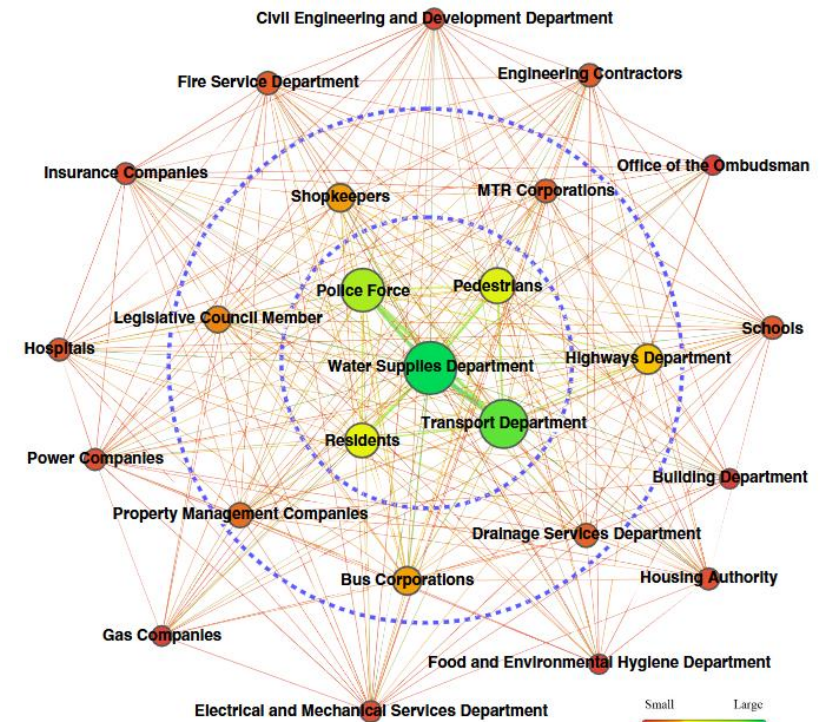 Civil Engineering and Development Department
Fire Service Department
Engineering Contractors
Insurance Companies
Office of the Ombudsman
Shopkeepers
MTR Corporations
Police Force
Pedestrians
Legislative Council Member
Schools
Hospitals
Highways Department
Water Supplies Department
Transport Department
Residents
Power Companies
Building Department
Property Management Companies
Drainage Services Department
Bus Corporations
Housing Authority
Gas Companies
Food and Environmental Hygiene Department
Small Large
Electrical and Mechanical Services Department